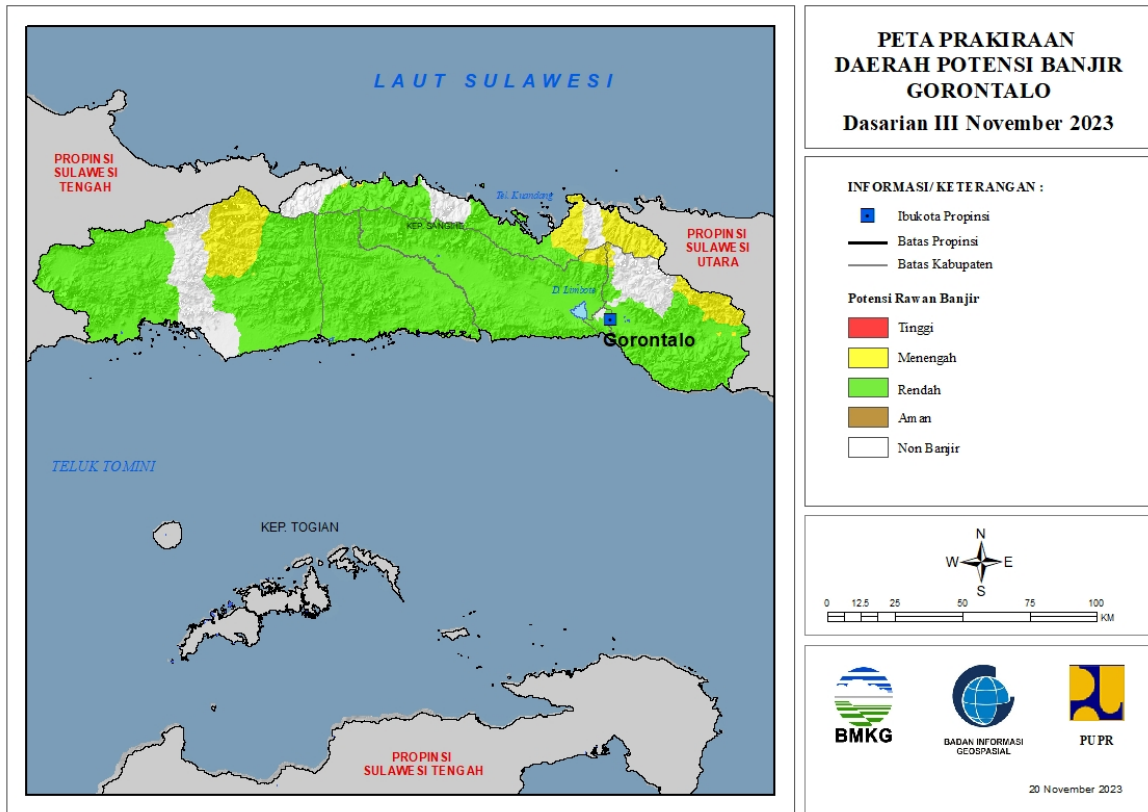 LAUT SULAWESI
PROPINSI
SULAWESI
TENGAH
Tel. Kuandang
KEP. SANGIHE
PROPINSI
SULAWESI
UTARA
D. Limboto
Gorontalo
TELUK TOMINI
KEP. TOGIAN
PROPINSI
SULAWESI TENGAH
PETA PRAKIRAAN
DAERAH POTENSI BANJIR
GORONTALO
Dasarian III November 2023
INFORMASI/ KETERANGAN :
Ibukota Propinsi
Batas Propinsi
Batas Kabupaten
Potensi Rawan Banjir
Tinggi
Menengah
Rendah
Aman
Non Banjir
N
W E
S
0 12.5 25 50 75 100
KM
BMKG
BADAN INFORMASI
GEOSPASIAL
PUPR
20 November 2023